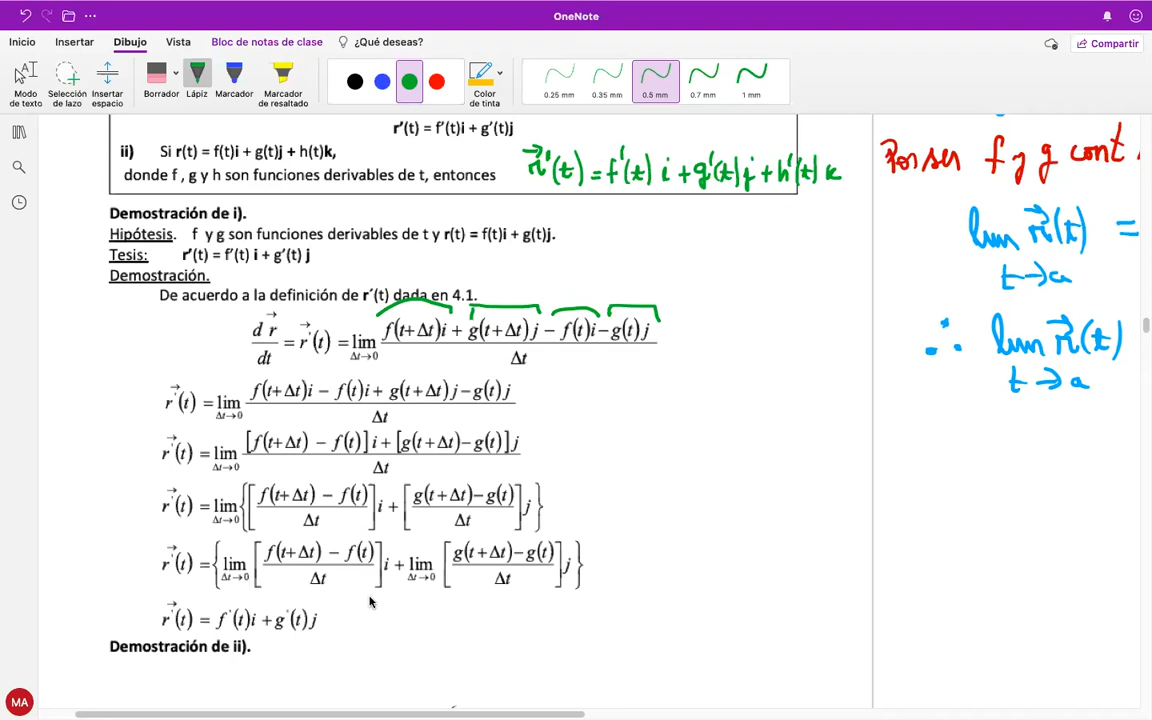 OneNote
Inicio Insertar Dibujo Vista Bloc de notas de clase ¿Qué deseas? Compartir
Modo de texto Selección de lazo Insertar espacio Borrador Lápiz Marcador Marcador de resaltado Color de tinta 0.25 mm 0.35 mm 0.5 mm 0.7 mm 1 mm
r'(t) = f'(t)i + g'(t)j
ii) Si r(t) = f(t)i + g(t)j + h(t)k,
donde f , g y h son funciones derivables de t, entonces
r⃗'(t) = f'(t) i + g'(t) j + h'(t) k
Demostración de i).
Hipótesis. f y g son funciones derivables de t y r(t) = f(t)i + g(t)j.
Tesis: r'(t) = f'(t) i + g'(t) j
Demostración.
De acuerdo a la definición de r´(t) dada en 4.1.
d r⃗/dt = r⃗'(t) = lim Δt→0 f(t+Δt)i + g(t+Δt)j − f(t)i − g(t)j / Δt
r⃗'(t) = lim Δt→0 f(t+Δt)i − f(t)i + g(t+Δt)j − g(t)j / Δt
r⃗'(t) = lim Δt→0 [f(t+Δt) − f(t)]i + [g(t+Δt) − g(t)]j / Δt
r⃗'(t) = lim Δt→0 {[f(t+Δt) − f(t) / Δt]i + [g(t+Δt) − g(t) / Δt]j}
r⃗'(t) = {lim Δt→0 [f(t+Δt) − f(t) / Δt]i + lim Δt→0 [g(t+Δt) − g(t) / Δt]j}
r⃗'(t) = f'(t)i + g'(t)j
Demostración de ii).
Por ser f y g cont
lim r⃗(t) =
t→a
∴ lim r⃗(t)
t→a
MA